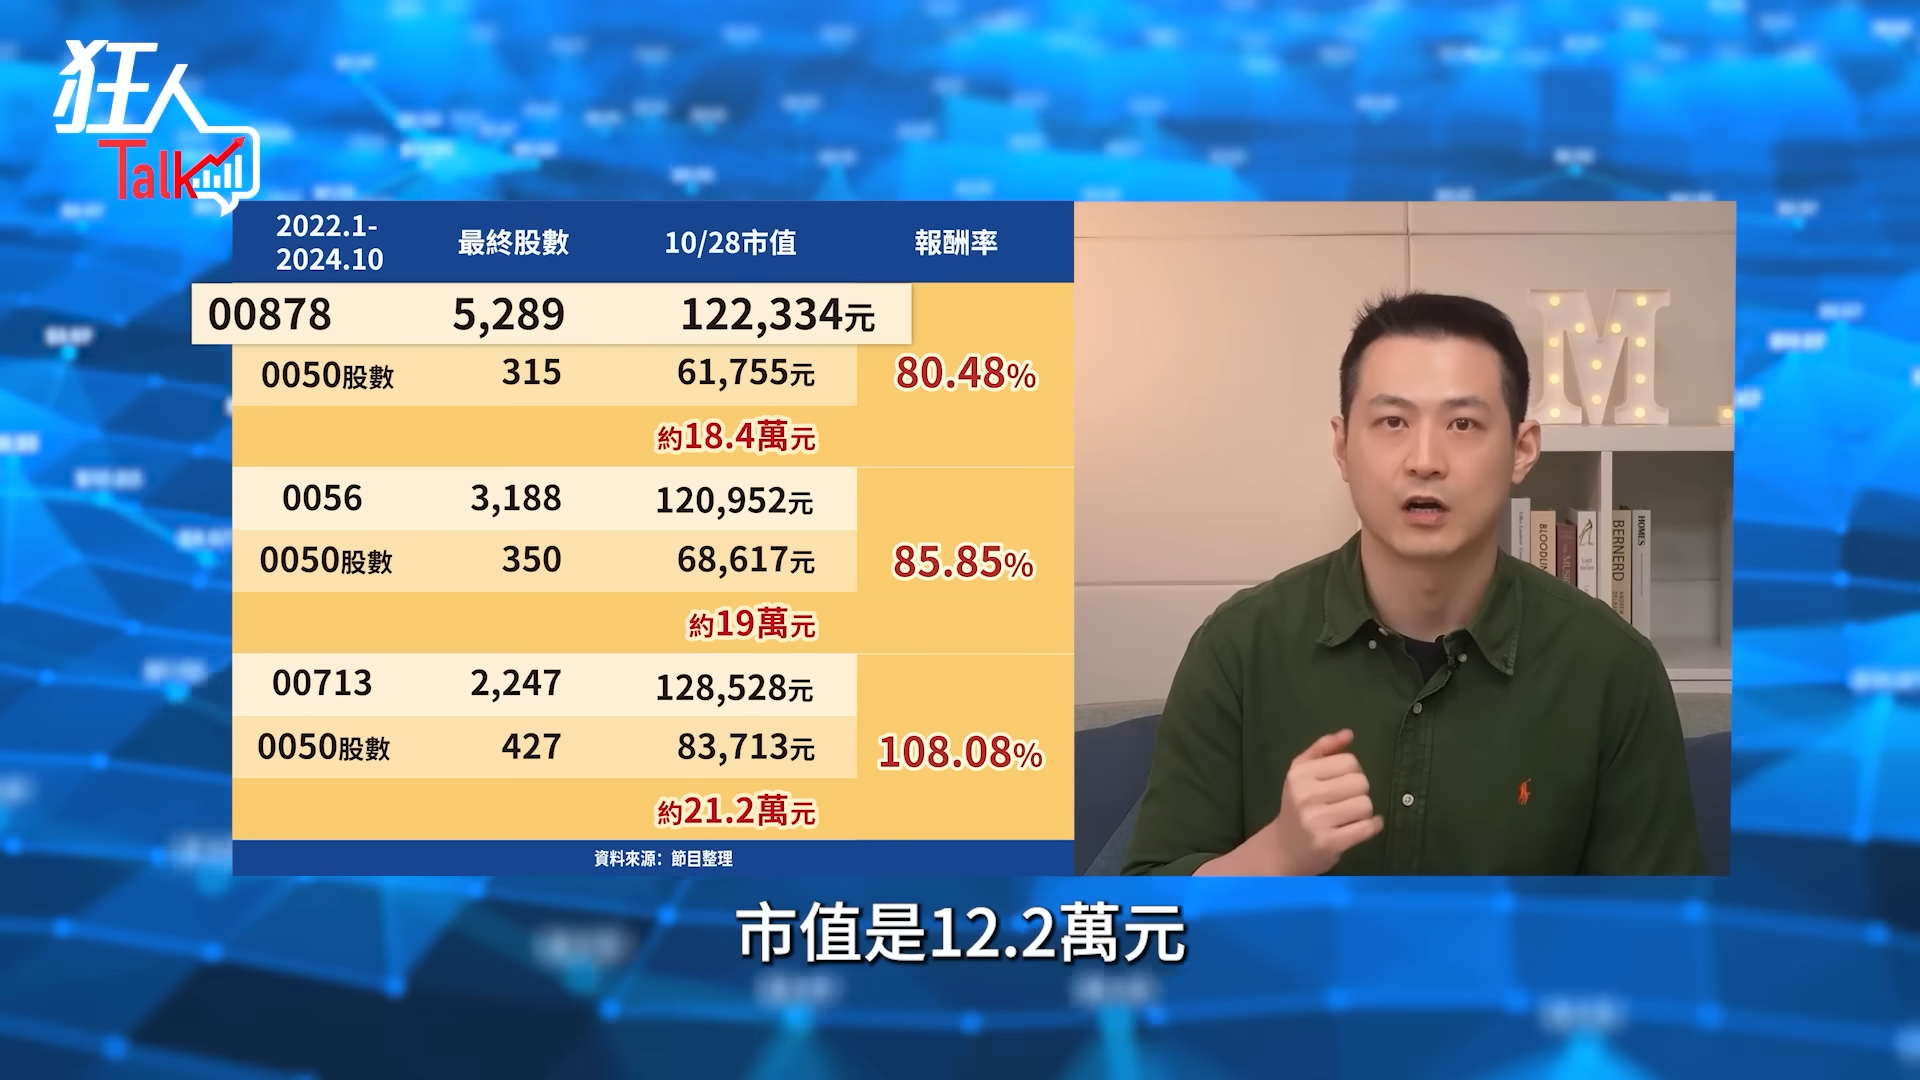 狂人
Talk
2022.1-
2024.10 最終股數 10/28市值 報酬率
00878 5,289 122,334元
0050股數 315 61,755元 80.48%
約18.4萬元
0056 3,188 120,952元
0050股數 350 68,617元 85.85%
約19萬元
00713 2,247 128,528元
0050股數 427 83,713元 108.08%
約21.2萬元
資料來源：節目整理
M
BERNERD
HOMES
市值是12.2萬元